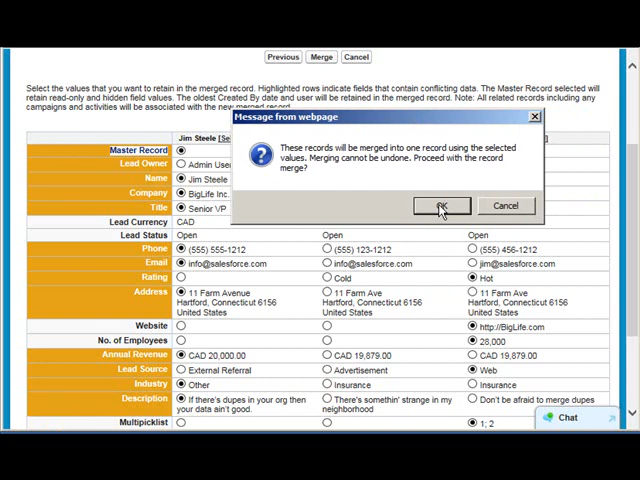 Previous Merge Cancel
Select the values that you want to retain in the merged record. Highlighted rows indicate fields that contain conflicting data. The Master Record selected will
retain read-only and hidden field values. The oldest Created By date and user will be retained in the merged record. Note: All related records including any
campaigns and activities will be associated with the new merged record.
Message from webpage
These records will be merged into one record using the selected
values. Merging cannot be undone. Proceed with the record
merge?
OK Cancel
Jim Steele
Master Record
Lead Owner Admin User
Name Jim Steele
Company BigLife Inc.
Title Senior VP
Lead Currency CAD
Lead Status Open Open Open
Phone (555) 555-1212 (555) 123-1212 (555) 456-1212
Email info@salesforce.com info@salesforce.com jim@salesforce.com
Rating Cold Hot
Address 11 Farm Avenue 11 Farm Ave 11 Farm Avenue
Hartford, Connecticut 6156 Hartford, Connecticut 6156 Hartford, Connecticut 6156
United States United States United States
Website http://BigLife.com
No. of Employees 28,000
Annual Revenue CAD 20,000.00 CAD 19,879.00 CAD 19,879.00
Lead Source External Referral Advertisement Web
Industry Other Insurance Insurance
Description If there's dupes in your org then There's somethin' strange in my Don't be afraid to merge dupes
your data ain't good. neighborhood
Multipicklist 1; 2
Chat